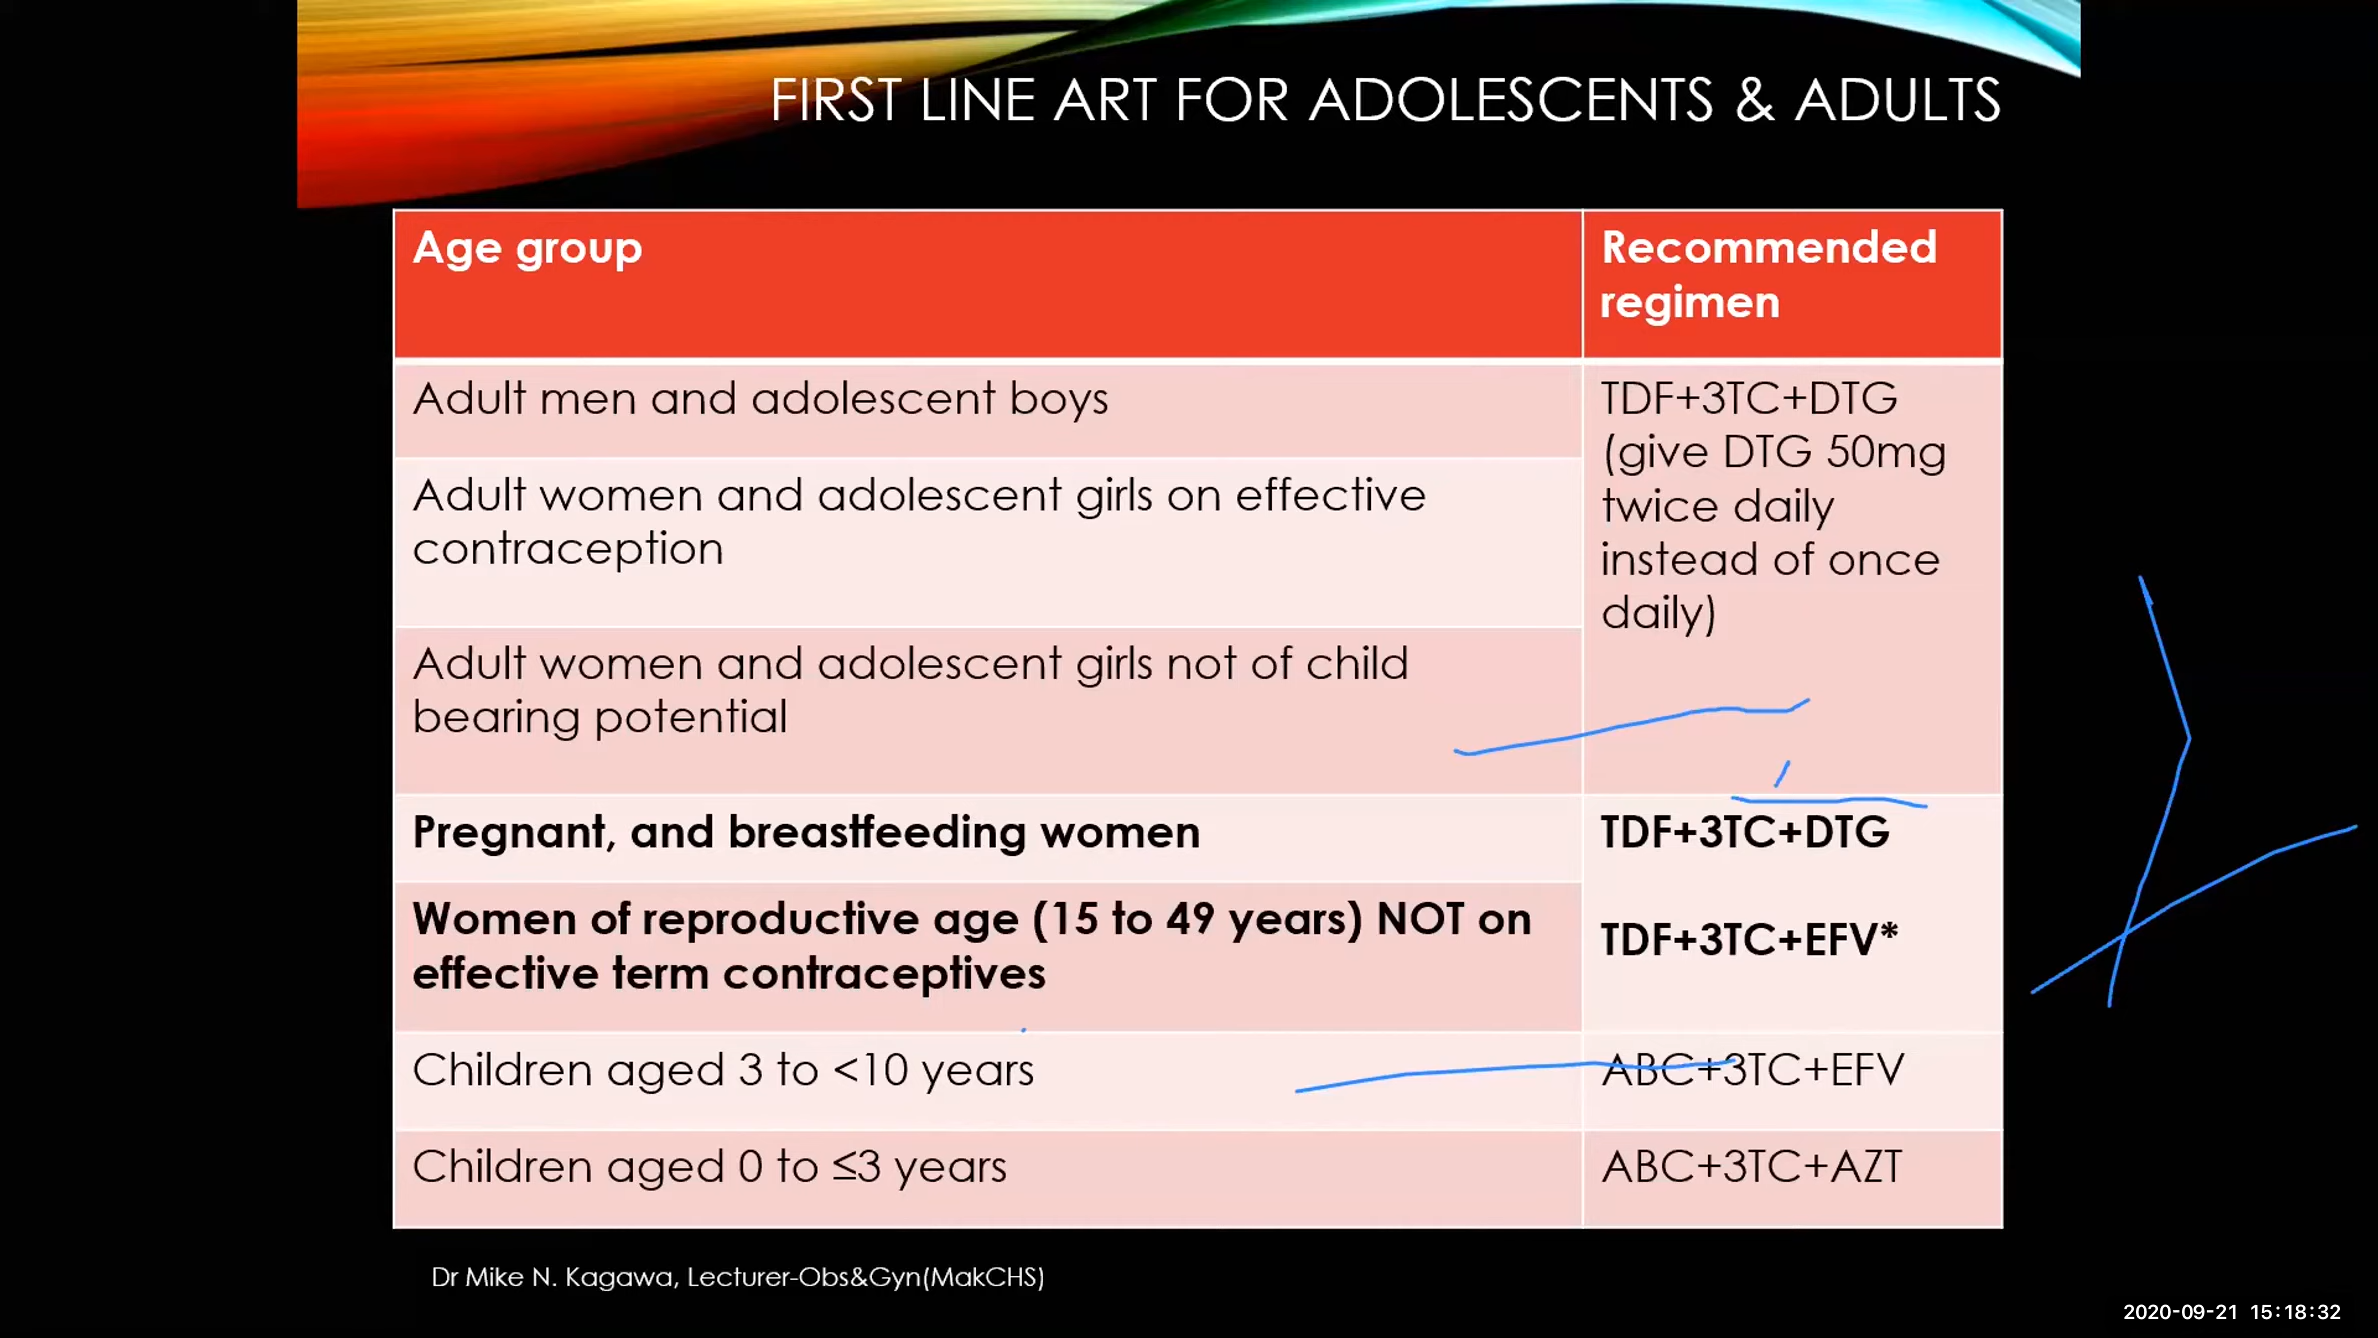 FIRST LINE ART FOR ADOLESCENTS & ADULTS
Age group
Recommended
regimen
Adult men and adolescent boys
TDF+3TC+DTG
(give DTG 50mg
twice daily
instead of once
daily)
Adult women and adolescent girls on effective
contraception
Adult women and adolescent girls not of child
bearing potential
Pregnant, and breastfeeding women
TDF+3TC+DTG
Women of reproductive age (15 to 49 years) NOT on
effective term contraceptives
TDF+3TC+EFV*
Children aged 3 to <10 years
ABC+3TC+EFV
Children aged 0 to ≤3 years
ABC+3TC+AZT
Dr Mike N. Kagawa, Lecturer-Obs&Gyn(MakCHS)
2020-09-21 15:18:32